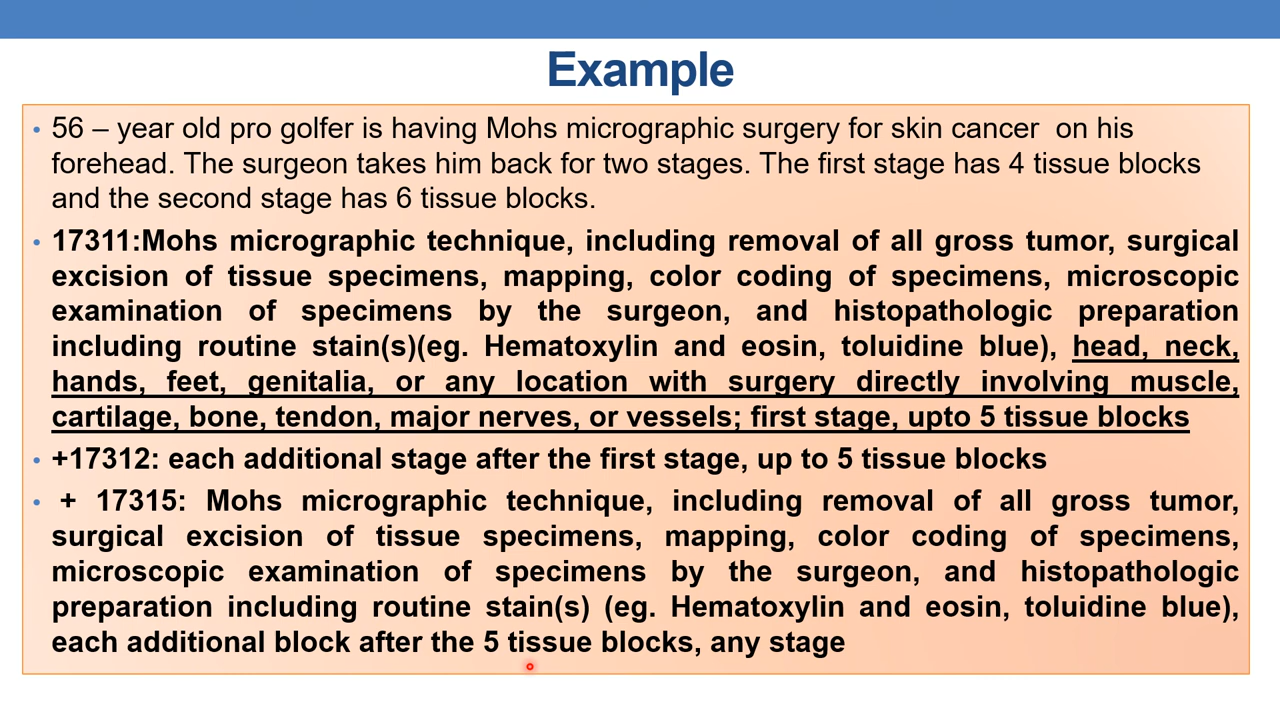 Example
• 56 – year old pro golfer is having Mohs micrographic surgery for skin cancer  on his
forehead. The surgeon takes him back for two stages. The first stage has 4 tissue blocks
and the second stage has 6 tissue blocks.
• 17311:Mohs micrographic technique, including removal of all gross tumor, surgical
excision of tissue specimens, mapping, color coding of specimens, microscopic
examination of specimens by the surgeon, and histopathologic preparation
including routine stain(s)(eg. Hematoxylin and eosin, toluidine blue), head, neck,
hands, feet, genitalia, or any location with surgery directly involving muscle,
cartilage, bone, tendon, major nerves, or vessels; first stage, upto 5 tissue blocks
• +17312: each additional stage after the first stage, up to 5 tissue blocks
• + 17315: Mohs micrographic technique, including removal of all gross tumor,
surgical excision of tissue specimens, mapping, color coding of specimens,
microscopic examination of specimens by the surgeon, and histopathologic
preparation including routine stain(s) (eg. Hematoxylin and eosin, toluidine blue),
each additional block after the 5 tissue blocks, any stage